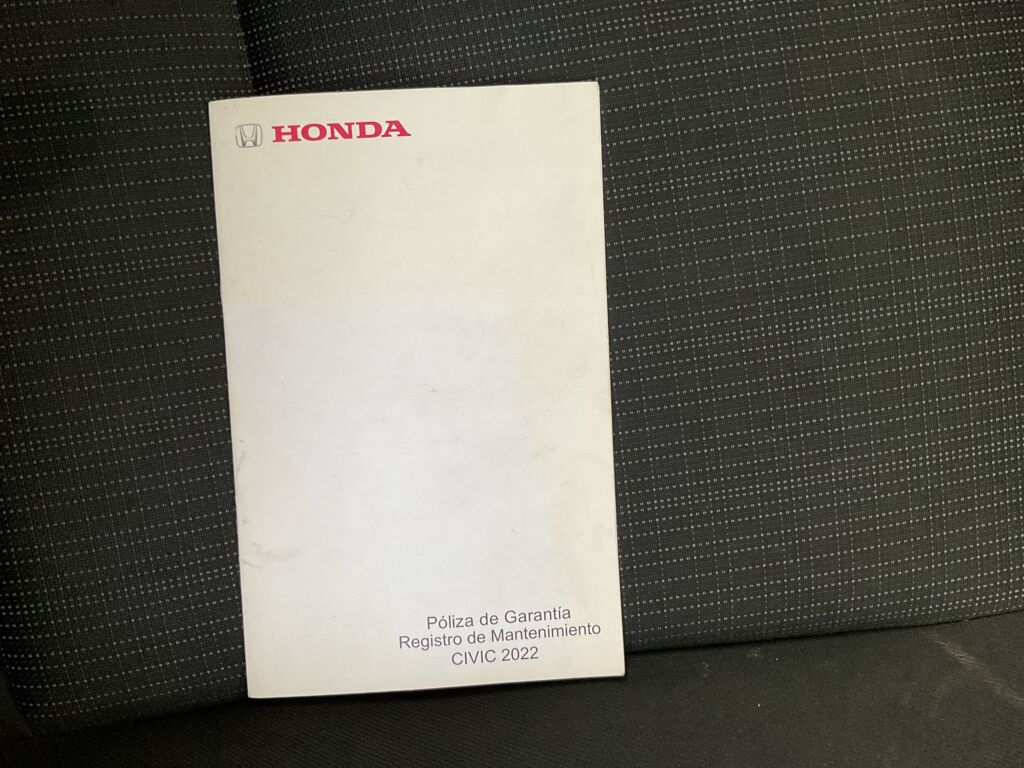 HONDA
Póliza de Garantía
Registro de Mantenimiento
CIVIC 2022